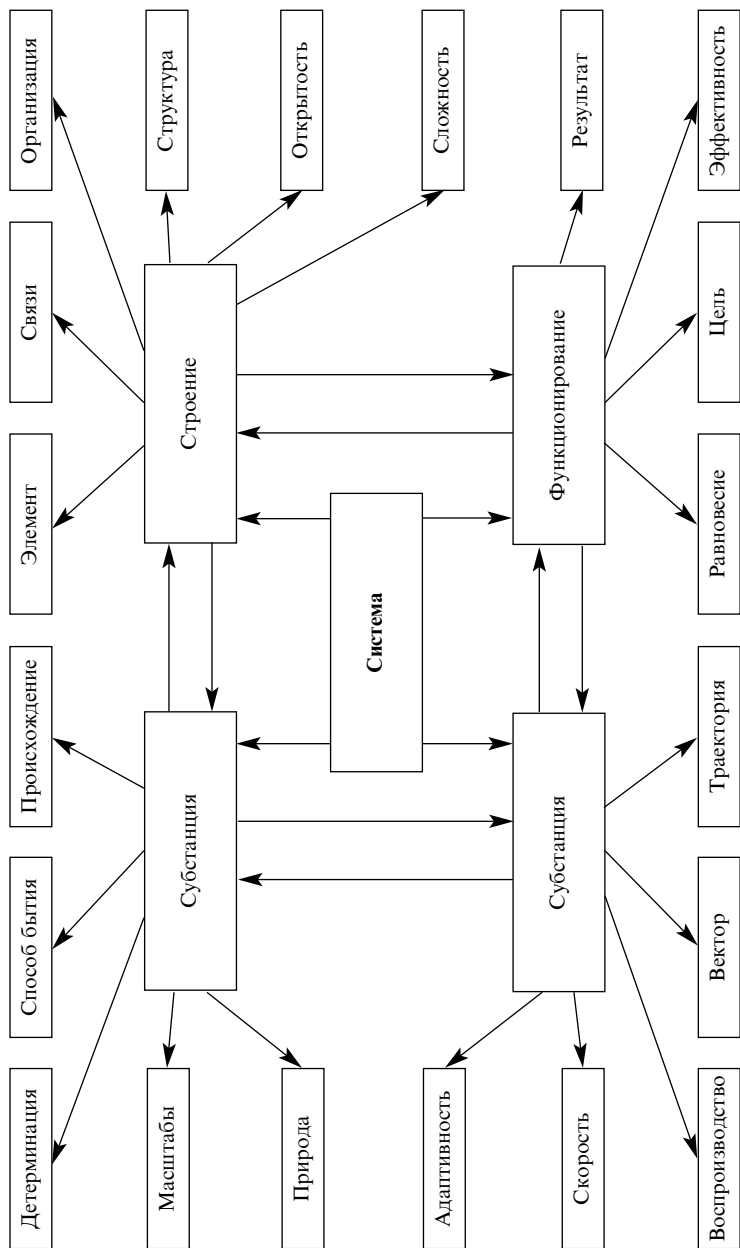 Детерминация
Способ бытия
Происхождение
Элемент
Связи
Организация
Масштабы
Субстанция
Строение
Структура
Природа
Открытость
Система
Адаптивность
Сложность
Субстанция
Функционирование
Скорость
Результат
Воспроизводство
Вектор
Траектория
Равновесие
Цель
Эффективность